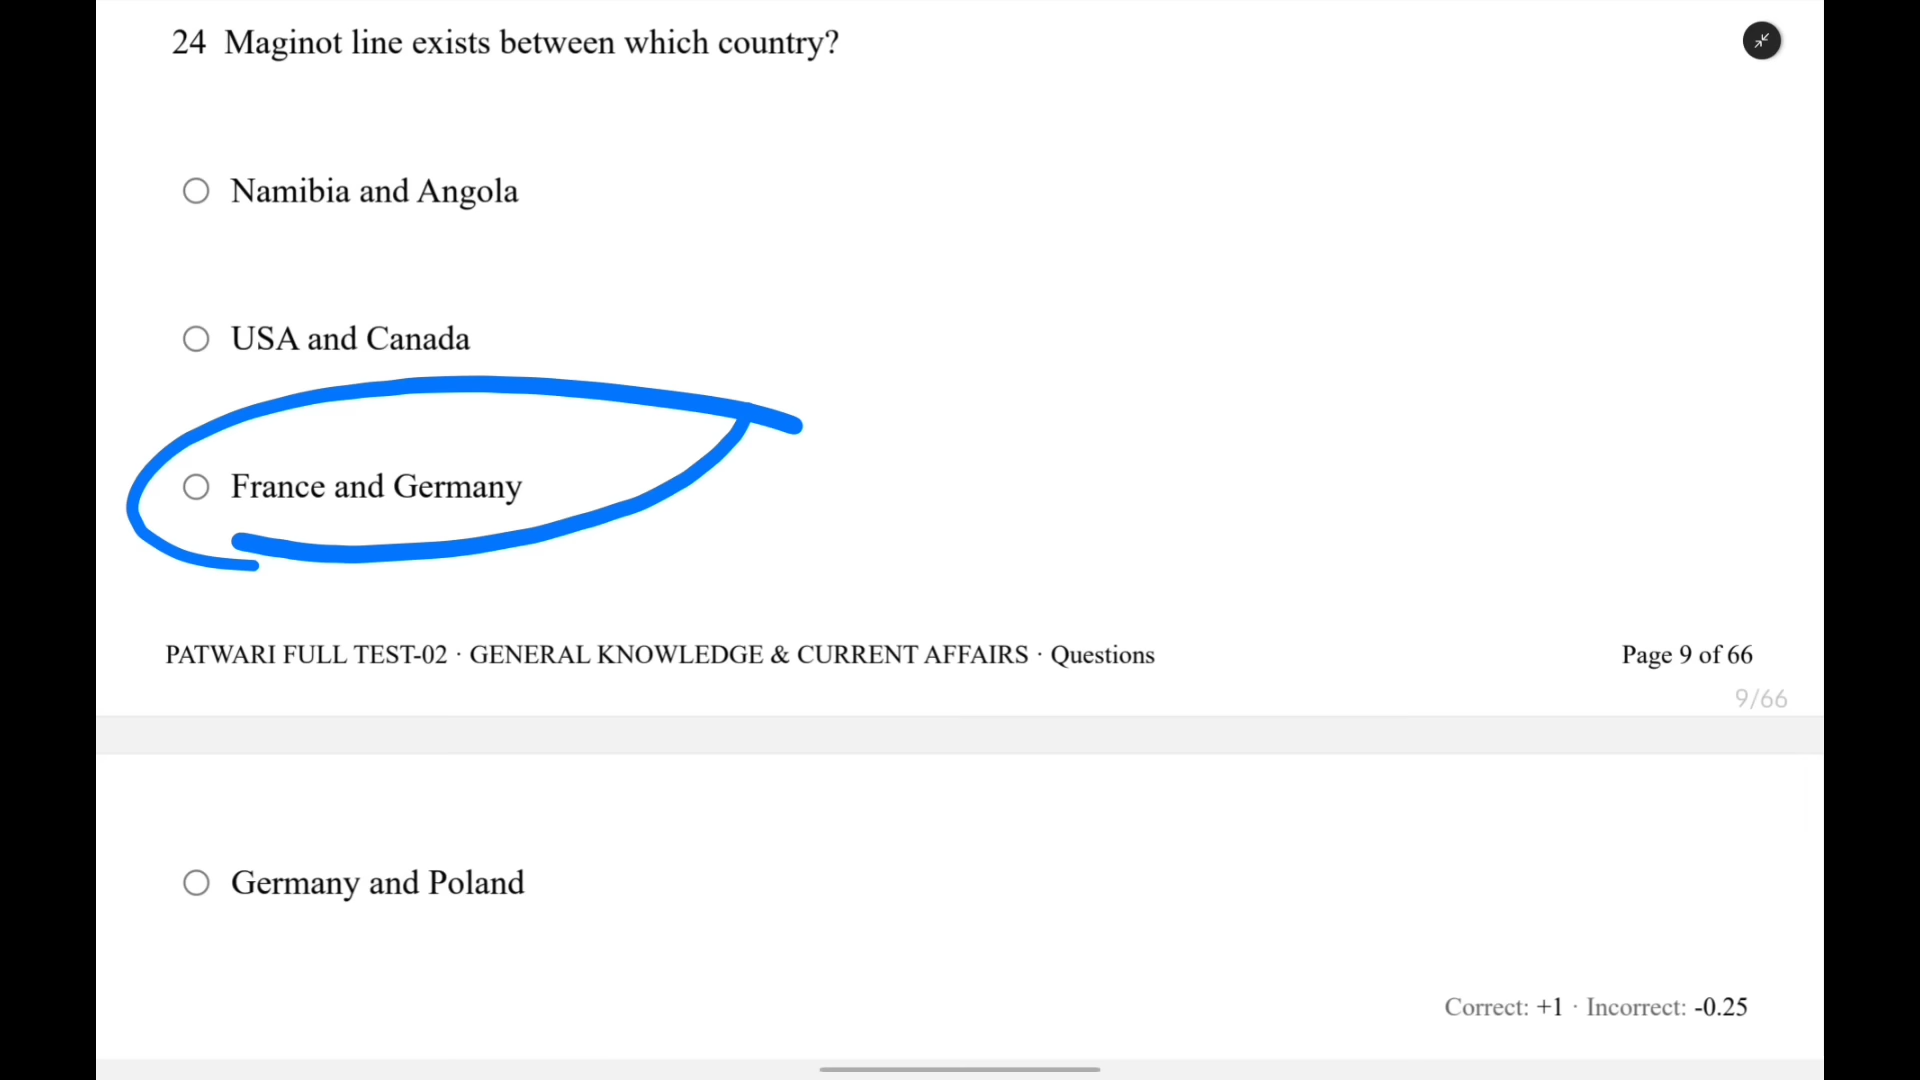 24 Maginot line exists between which country?
Namibia and Angola
USA and Canada
France and Germany
PATWARI FULL TEST-02 · GENERAL KNOWLEDGE & CURRENT AFFAIRS · Questions Page 9 of 66
9/66
Germany and Poland
Correct: +1 · Incorrect: -0.25